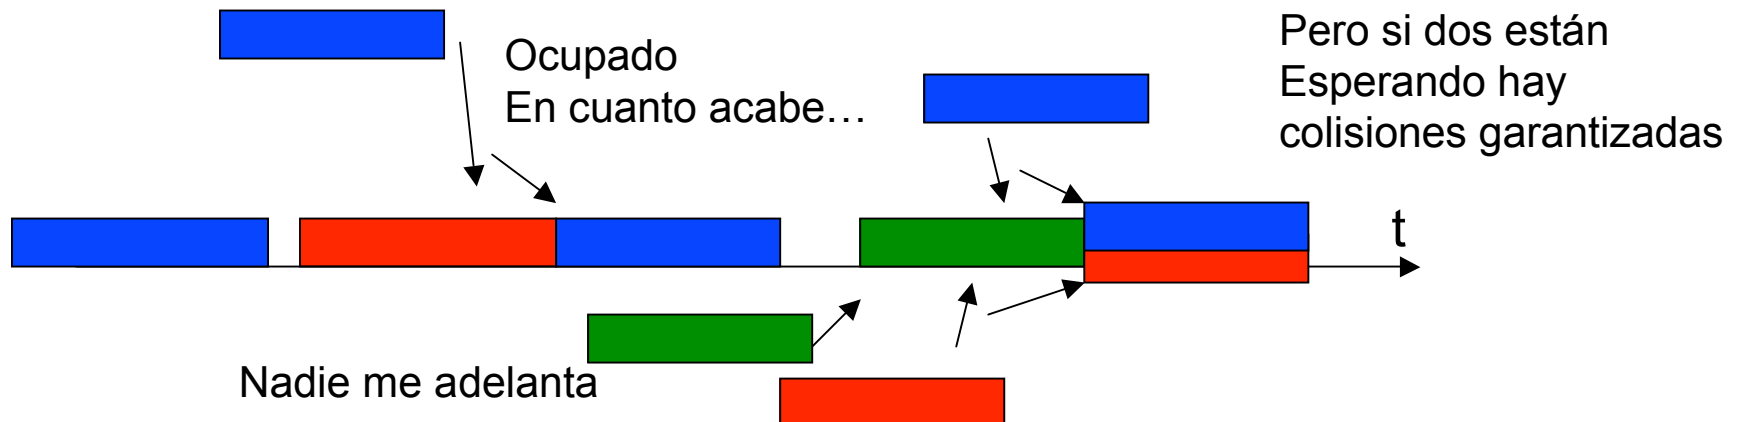 Ocupado
En cuanto acabe…
Pero si dos están
Esperando hay
colisiones garantizadas
t
Nadie me adelanta